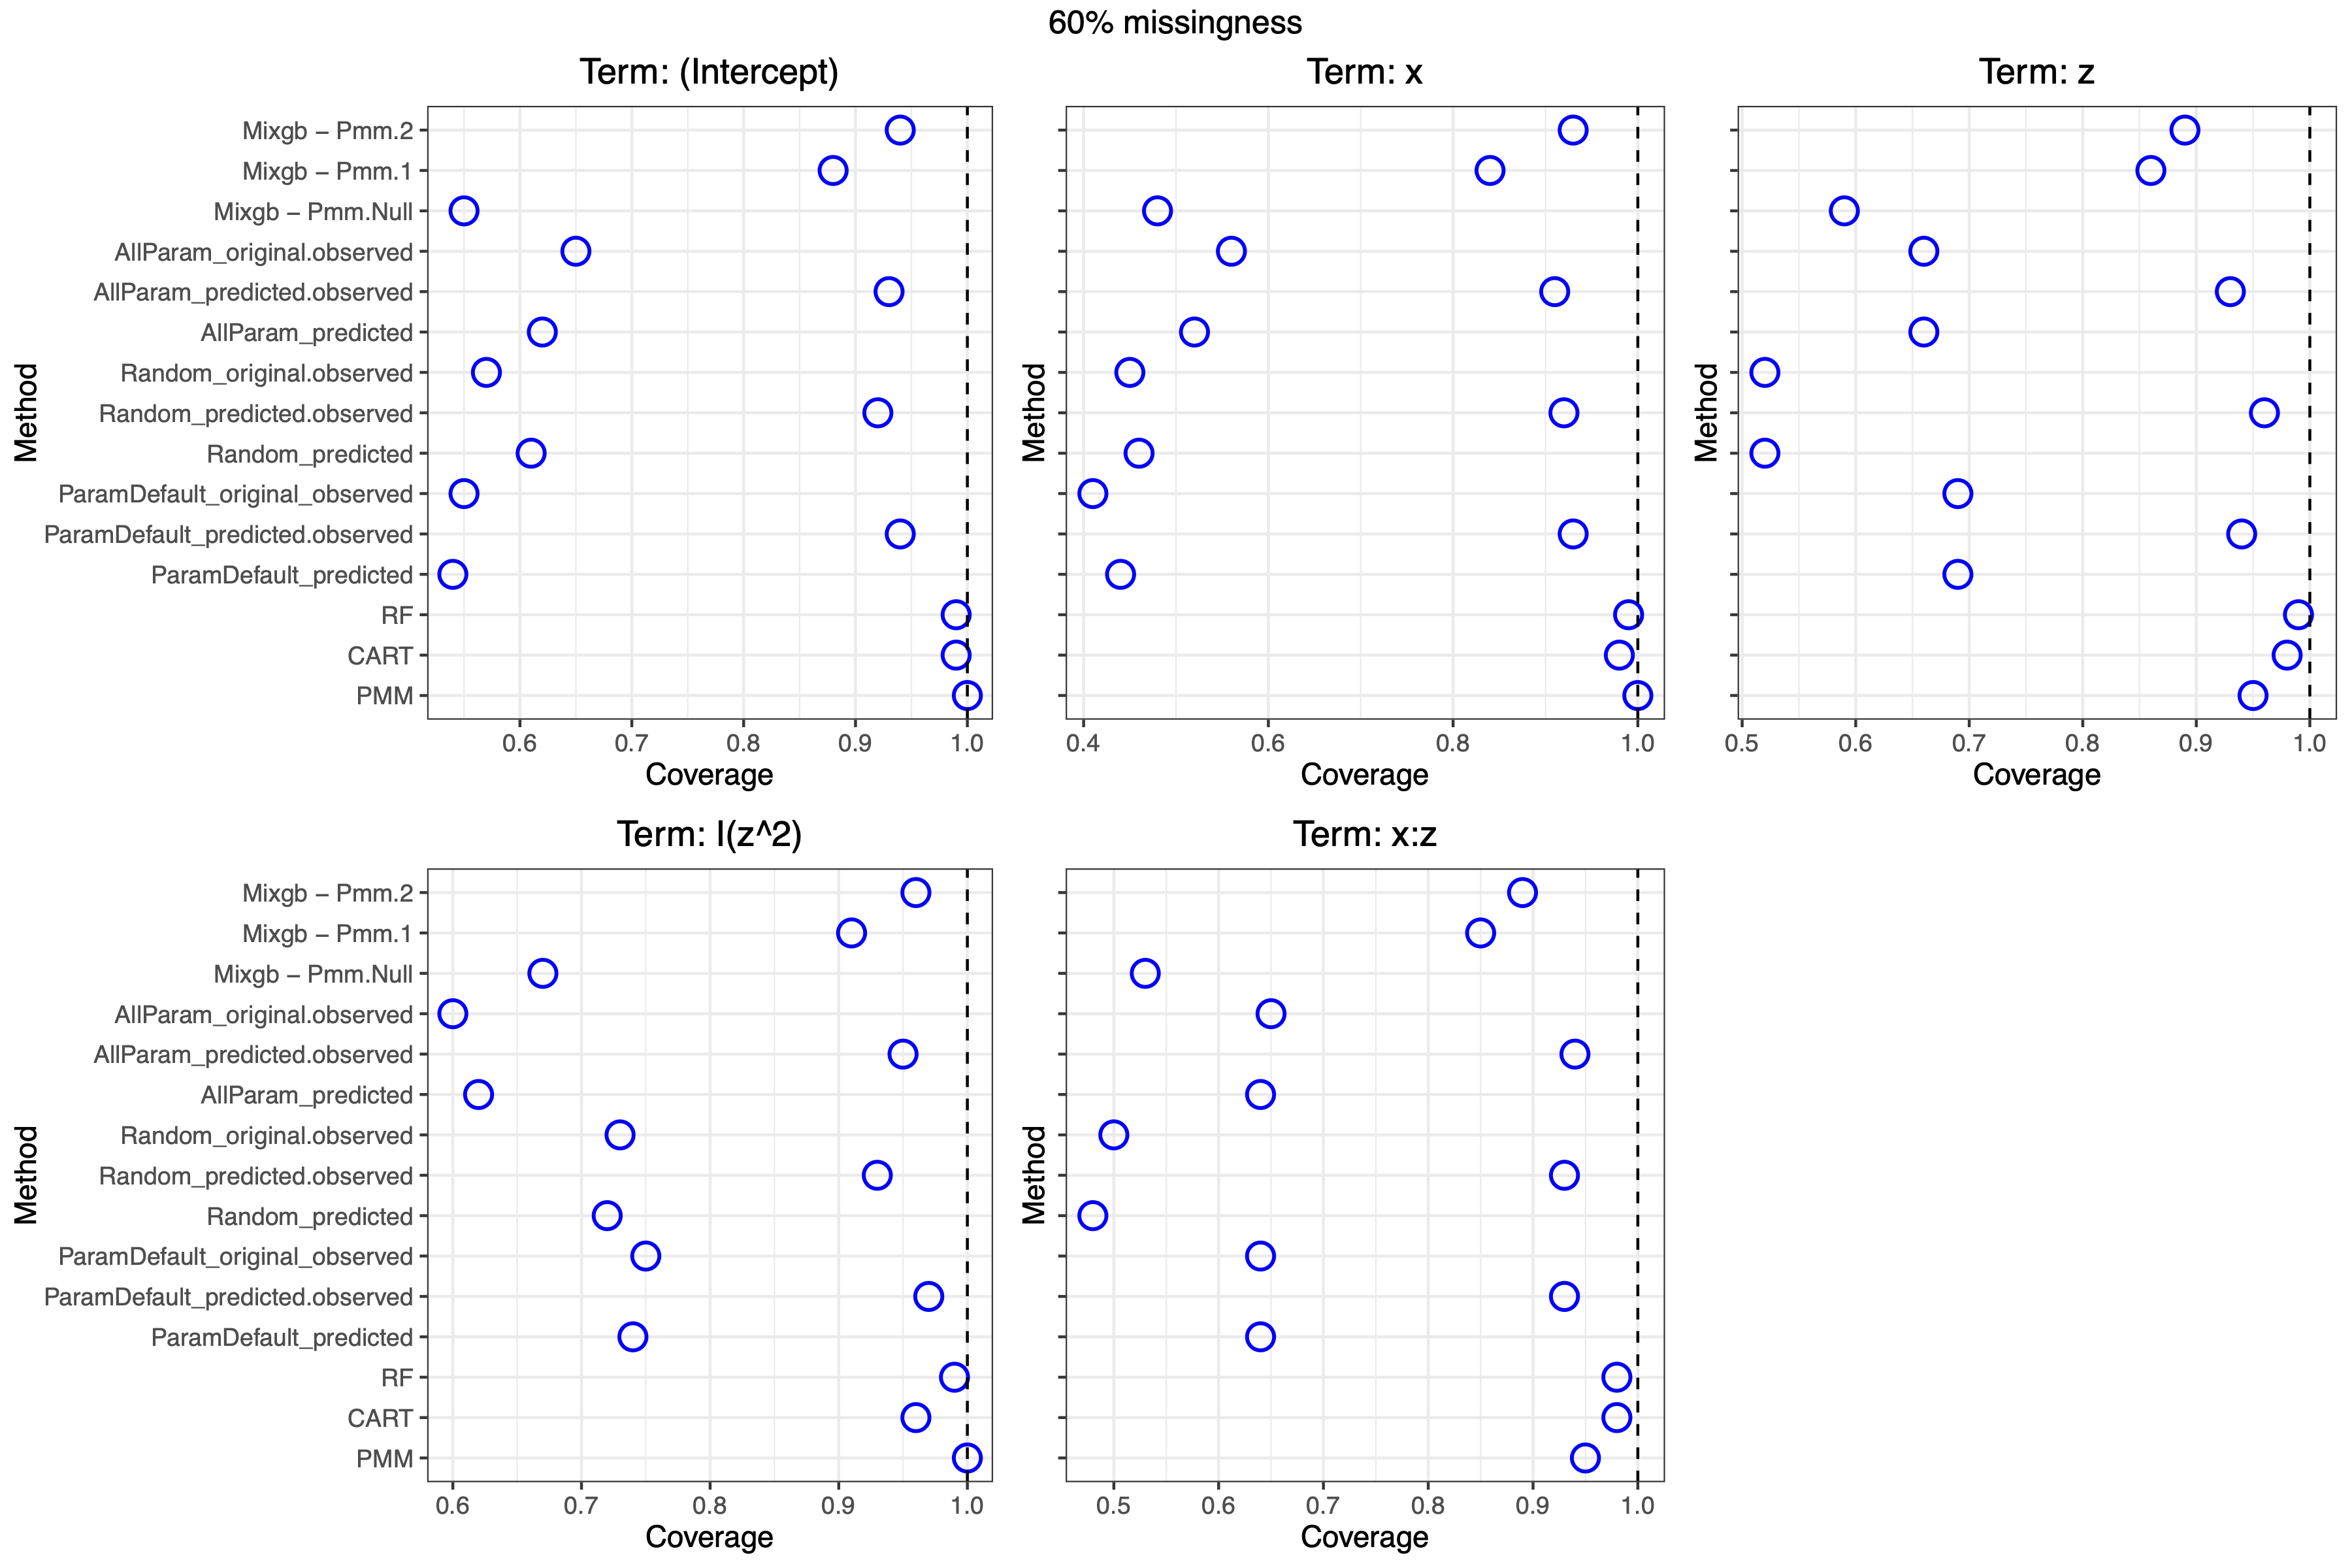 60% missingness
Term: (Intercept)
Method
Mixgb – Pmm.2
Mixgb – Pmm.1
Mixgb – Pmm.Null
AllParam_original.observed
AllParam_predicted.observed
AllParam_predicted
Random_original.observed
Random_predicted.observed
Random_predicted
ParamDefault_original_observed
ParamDefault_predicted.observed
ParamDefault_predicted
RF
CART
PMM
0.6 0.7 0.8 0.9 1.0
Coverage
Term: x
Method
0.4 0.6 0.8 1.0
Coverage
Term: z
Method
0.5 0.6 0.7 0.8 0.9 1.0
Coverage
Term: I(z^2)
Method
Mixgb – Pmm.2
Mixgb – Pmm.1
Mixgb – Pmm.Null
AllParam_original.observed
AllParam_predicted.observed
AllParam_predicted
Random_original.observed
Random_predicted.observed
Random_predicted
ParamDefault_original_observed
ParamDefault_predicted.observed
ParamDefault_predicted
RF
CART
PMM
0.6 0.7 0.8 0.9 1.0
Coverage
Term: x:z
Method
0.5 0.6 0.7 0.8 0.9 1.0
Coverage